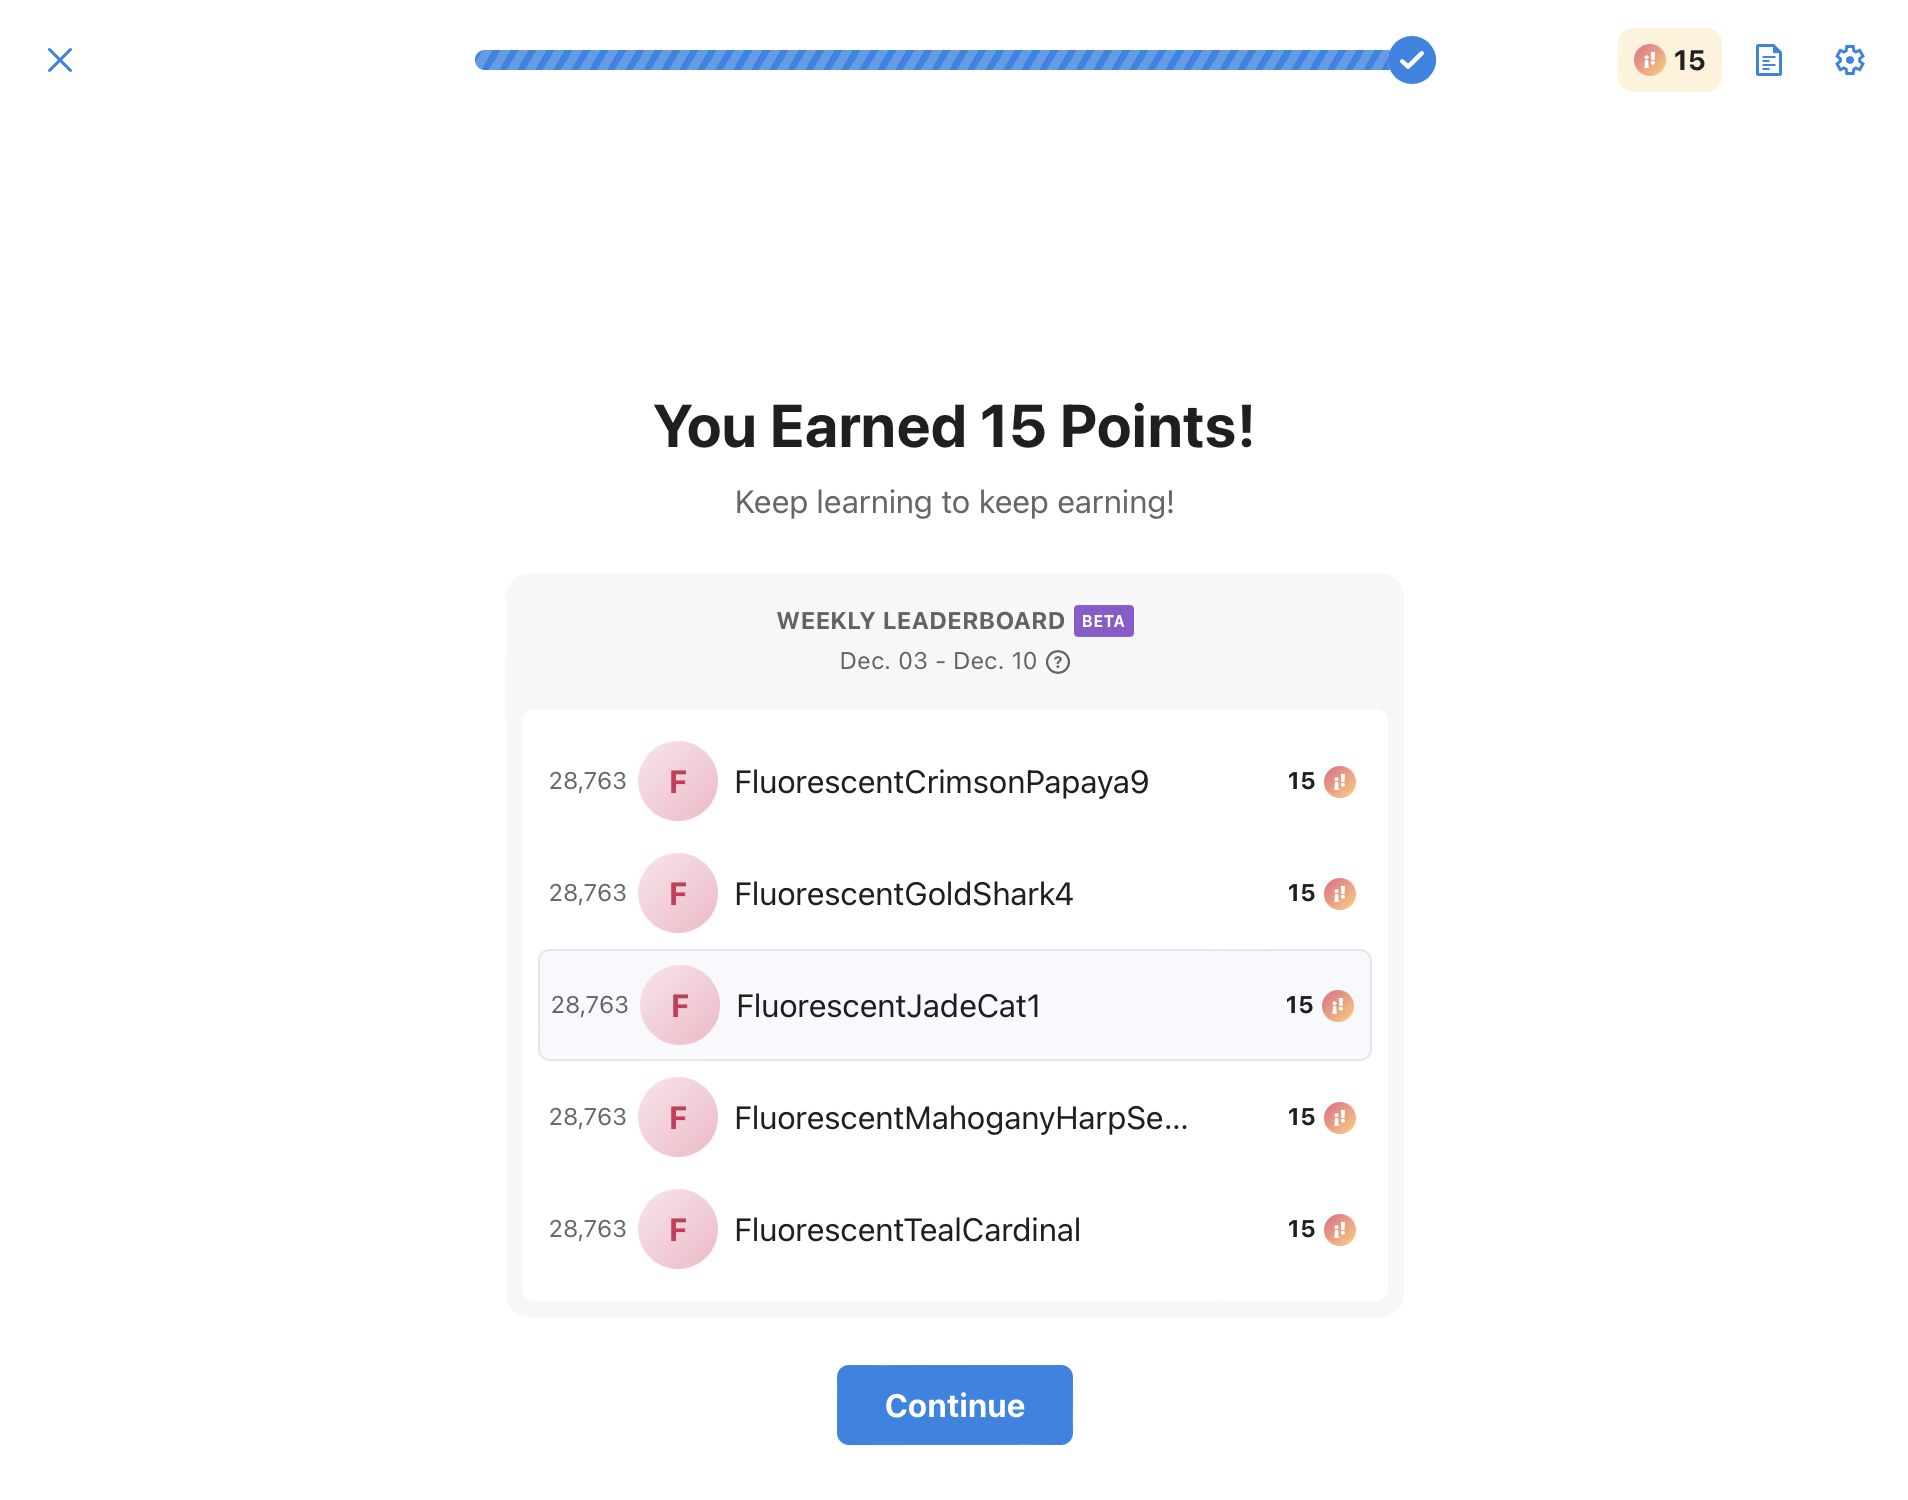 15
You Earned 15 Points!
Keep learning to keep earning!
WEEKLY LEADERBOARD BETA
Dec. 03 - Dec. 10 ?
28,763 F FluorescentCrimsonPapaya9 15
28,763 F FluorescentGoldShark4 15
28,763 F FluorescentJadeCat1 15
28,763 F FluorescentMahoganyHarpSe... 15
28,763 F FluorescentTealCardinal 15
Continue